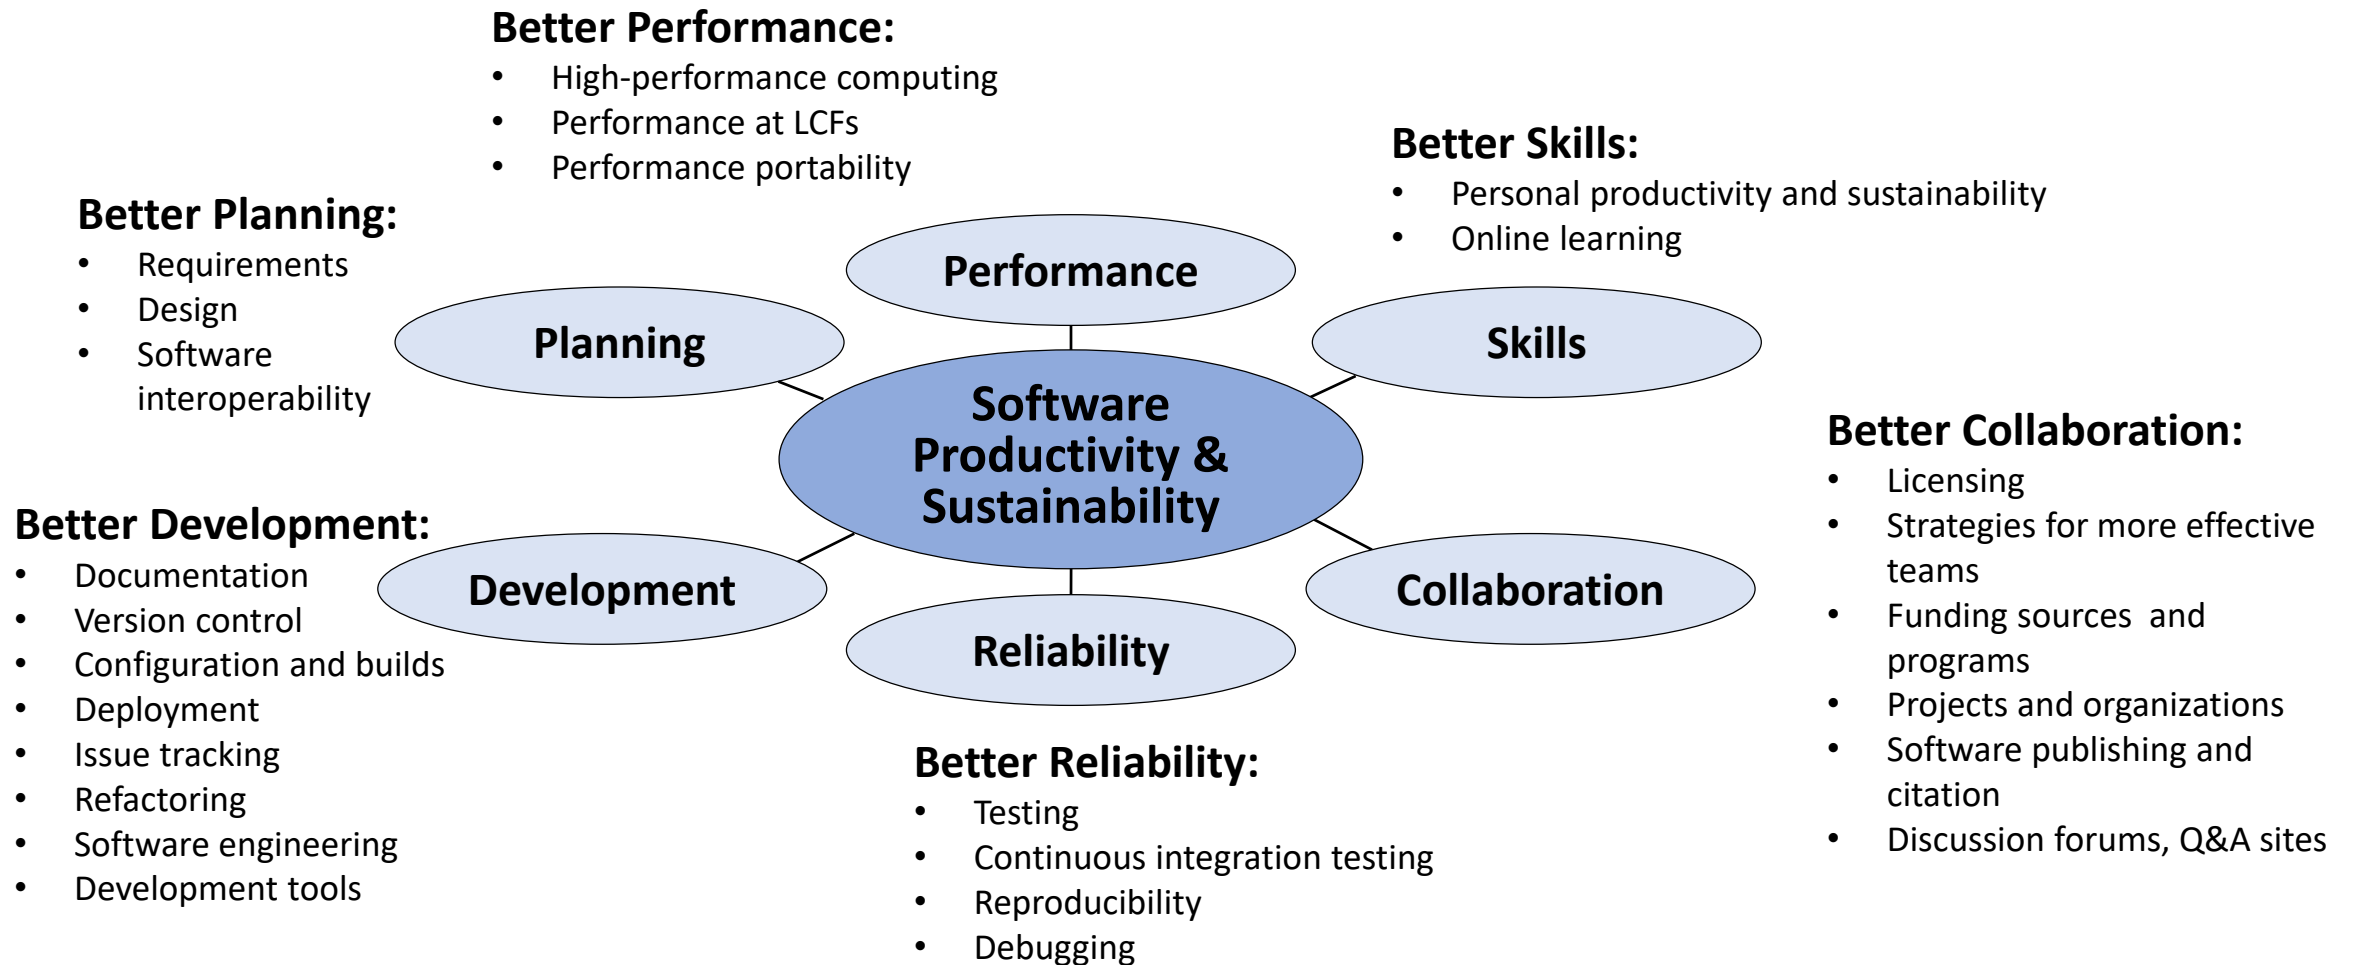 Better Performance:
• High-performance computing
• Performance at LCFs
• Performance portability
Better Skills:
• Personal productivity and sustainability
• Online learning
Better Planning:
• Requirements
• Design
• Software
interoperability
Performance
Planning
Skills
Software
Productivity &
Sustainability
Better Collaboration:
• Licensing
• Strategies for more effective
teams
• Funding sources and
programs
• Projects and organizations
• Software publishing and
citation
• Discussion forums, Q&A sites
Better Development:
• Documentation
• Version control
• Configuration and builds
• Deployment
• Issue tracking
• Refactoring
• Software engineering
• Development tools
Development
Collaboration
Reliability
Better Reliability:
• Testing
• Continuous integration testing
• Reproducibility
• Debugging